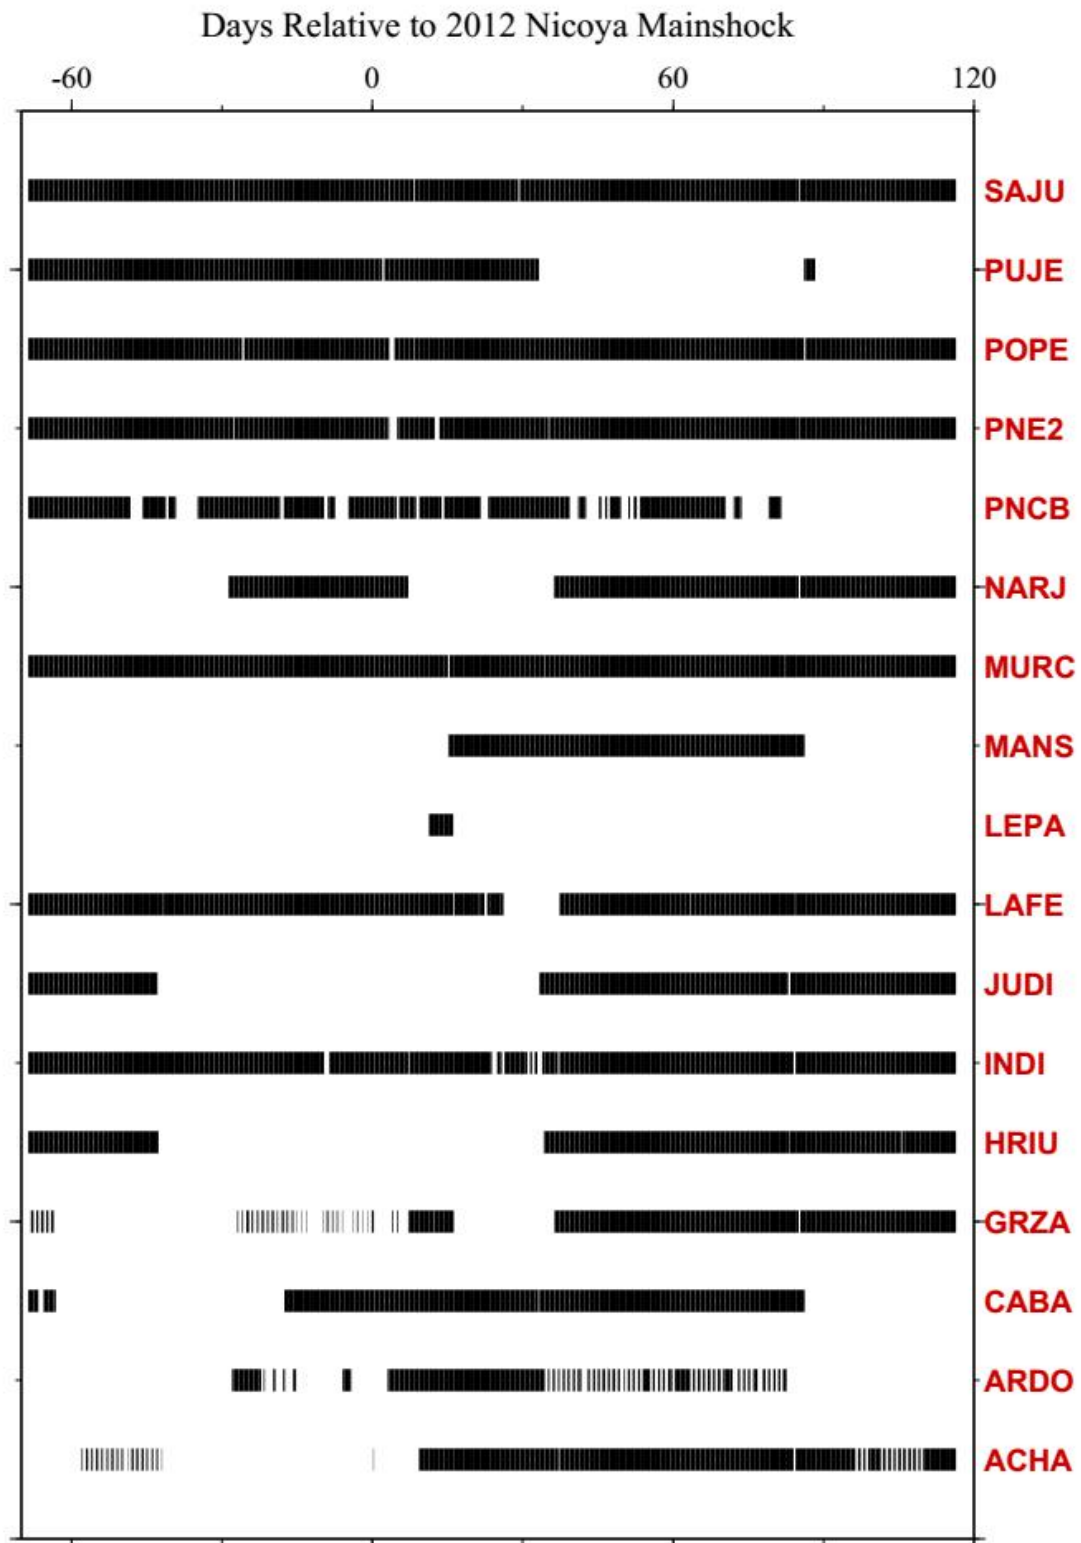 Days Relative to 2012 Nicoya Mainshock
-60 0 60 120
SAJU
PUJE
POPE
PNE2
PNCB
NARJ
MURC
MANS
LEPA
LAFE
JUDI
INDI
HRIU
GRZA
CABA
ARDO
ACHA